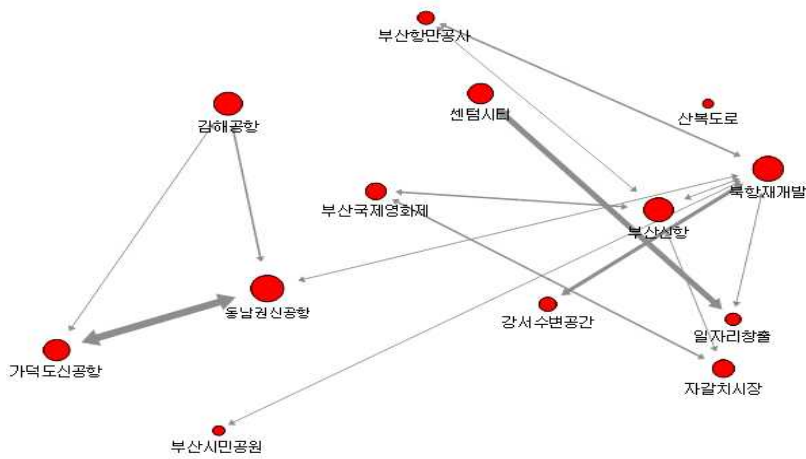 부산항만공사
센텀시티
산복도로
김해공항
북항재개발
부산국제영화제
부산신항
동남권신공항
강서수변공간
일자리창출
가덕도신공항
자갈치시장
부산시민공원